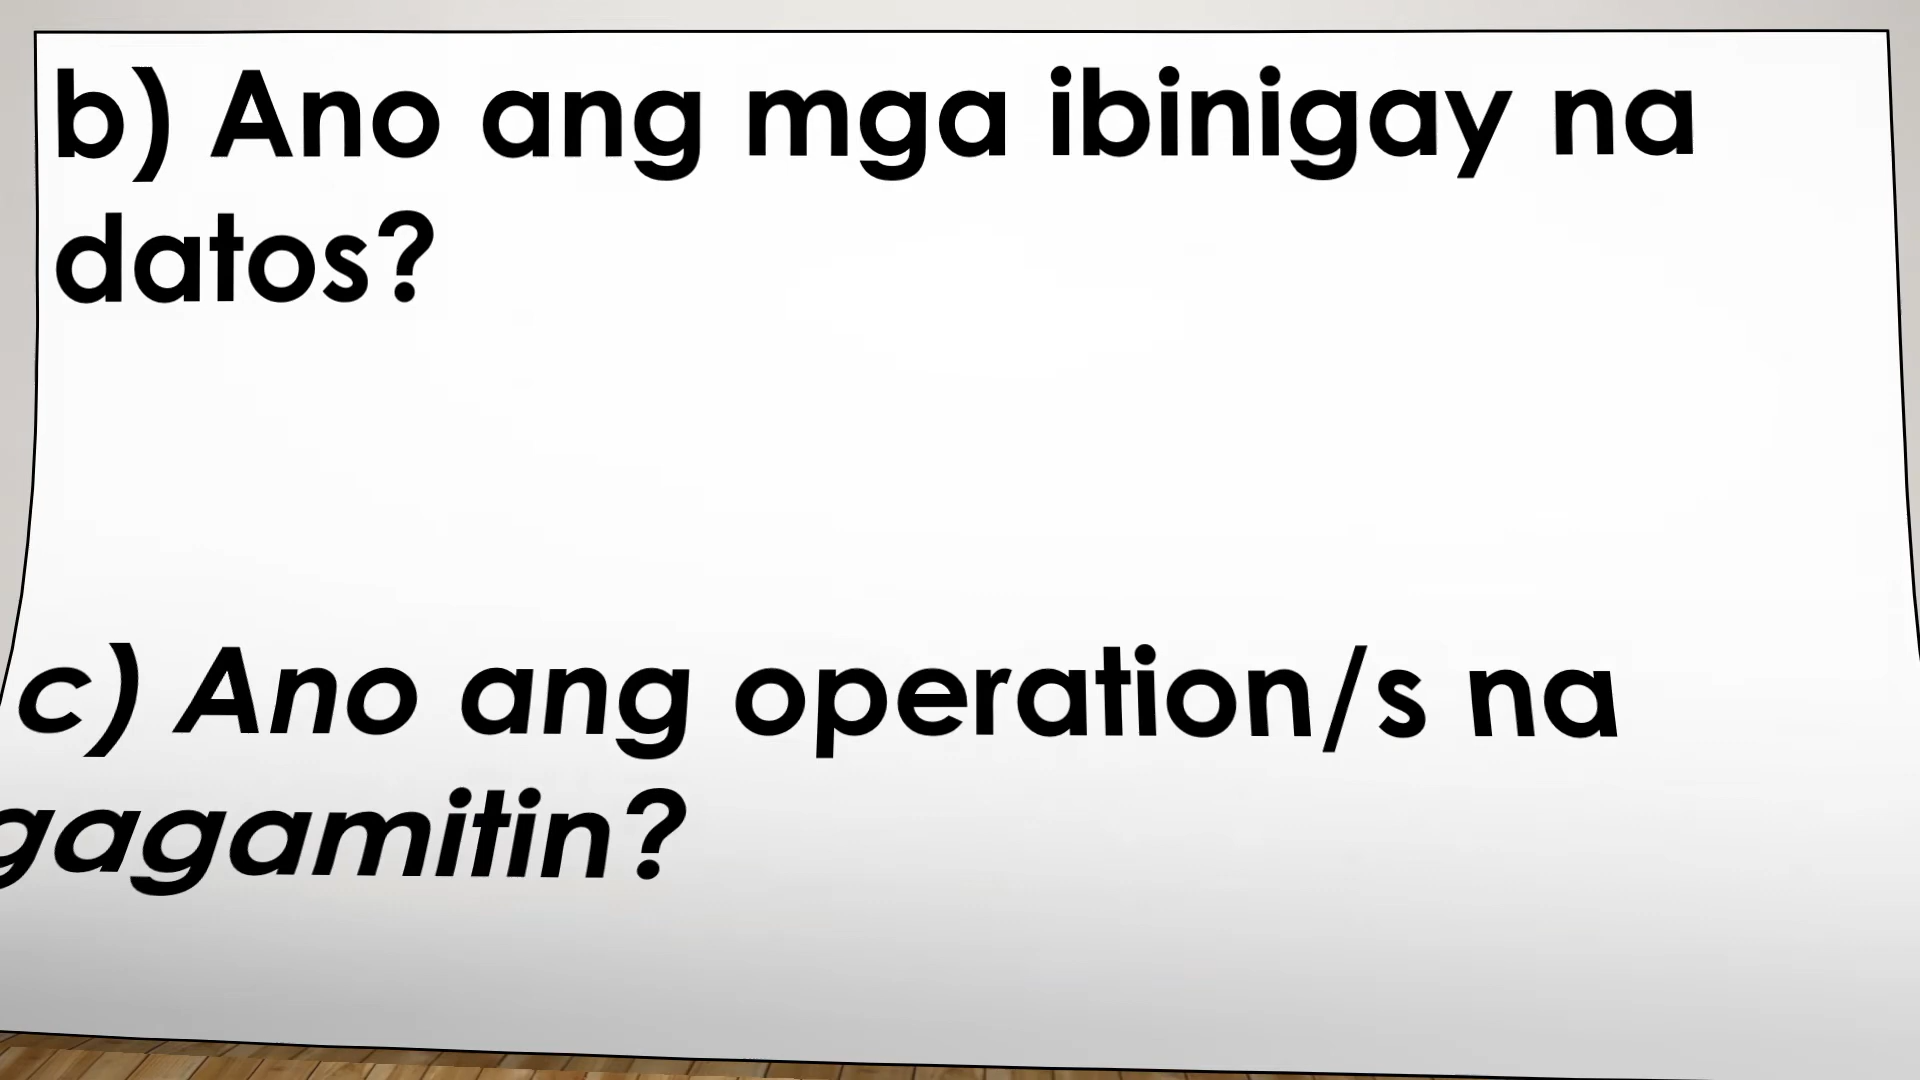 b) Ano ang mga ibinigay na
datos?
c) Ano ang operation/s na
gagamitin?